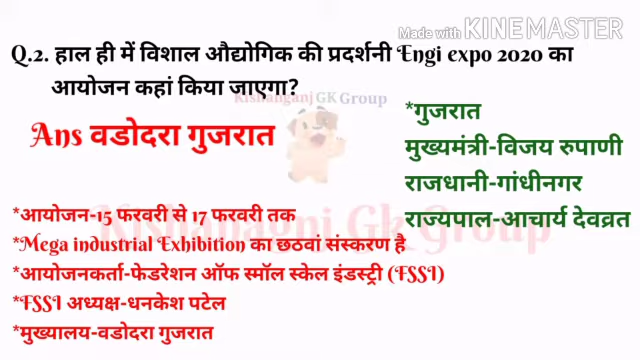 Made with KINEMASTER
Q.2. हाल ही में विशाल औद्योगिक की प्रदर्शनी Engi expo 2020 का
आयोजन कहां किया जाएगा?
Kishanganj GK Group
Ans वडोदरा गुजरात
*गुजरात
मुख्यमंत्री-विजय रुपाणी
राजधानी-गांधीनगर
राज्यपाल-आचार्य देवव्रत
Kishanganj Gk Group
*आयोजन-15 फरवरी से 17 फरवरी तक
*Mega industrial Exhibition का छठवां संस्करण है
*आयोजनकर्ता-फेडरेशन ऑफ स्मॉल स्केल इंडस्ट्री (FSSI)
*FSSI अध्यक्ष-धनकेश पटेल
*मुख्यालय-वडोदरा गुजरात